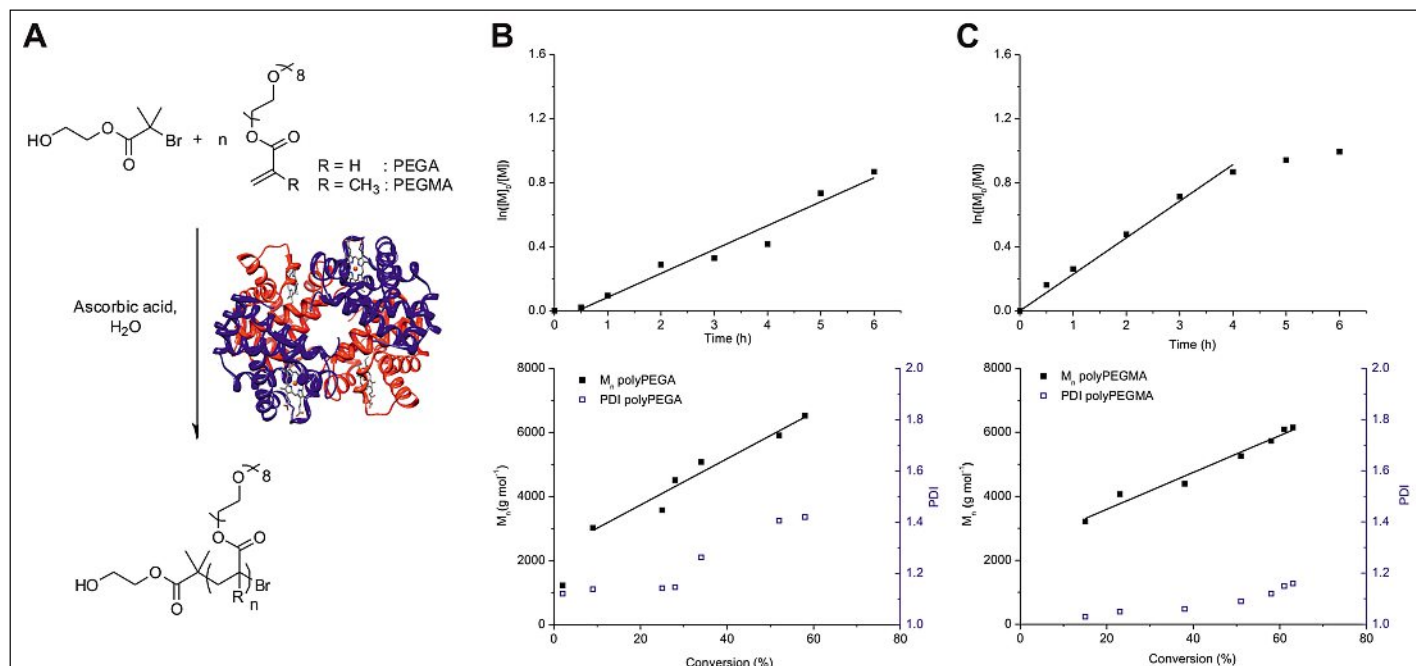 A
O
8
O
HO
O
O
Br
+ n
O
O
R
R = H : PEGA
R = CH₃ : PEGMA
Ascorbic acid,
H₂O
O
8
O
O
O
HO
O
O
R
n
Br
B
ln([M]₀/[M])
1.6
1.2
0.8
0.4
0.0
0 1 2 3 4 5 6
Time (h)
Mₙ (g mol⁻¹)
8000
6000
4000
2000
0
Mₙ polyPEGA
PDI polyPEGA
2.0
1.8
1.6
1.4
1.2
1.0
PDI
0 20 40 60 80
Conversion (%)
C
ln([M]₀/[M])
1.6
1.2
0.8
0.4
0.0
0 1 2 3 4 5 6
Time (h)
Mₙ (g mol⁻¹)
8000
6000
4000
2000
0
Mₙ polyPEGMA
PDI polyPEGMA
2.0
1.8
1.6
1.4
1.2
1.0
PDI
0 20 40 60 80
Conversion (%)